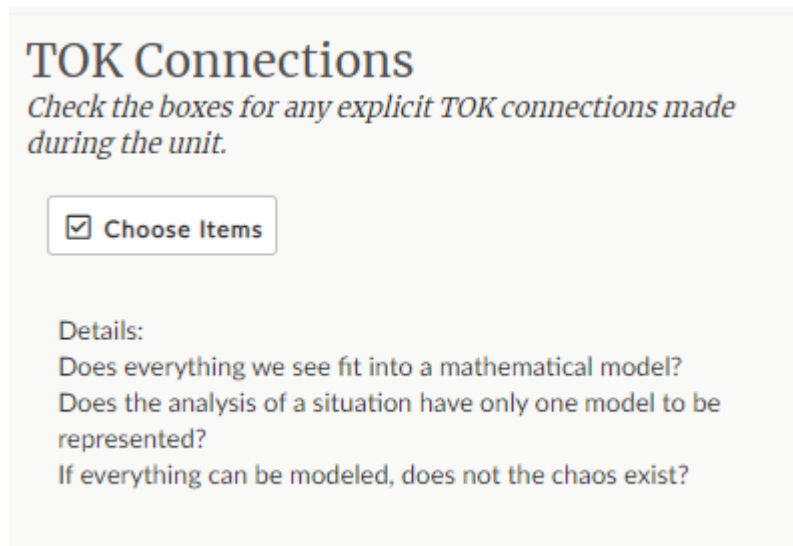 TOK Connections
Check the boxes for any explicit TOK connections made
during the unit.
Choose Items
Details:
Does everything we see fit into a mathematical model?
Does the analysis of a situation have only one model to be
represented?
If everything can be modeled, does not the chaos exist?